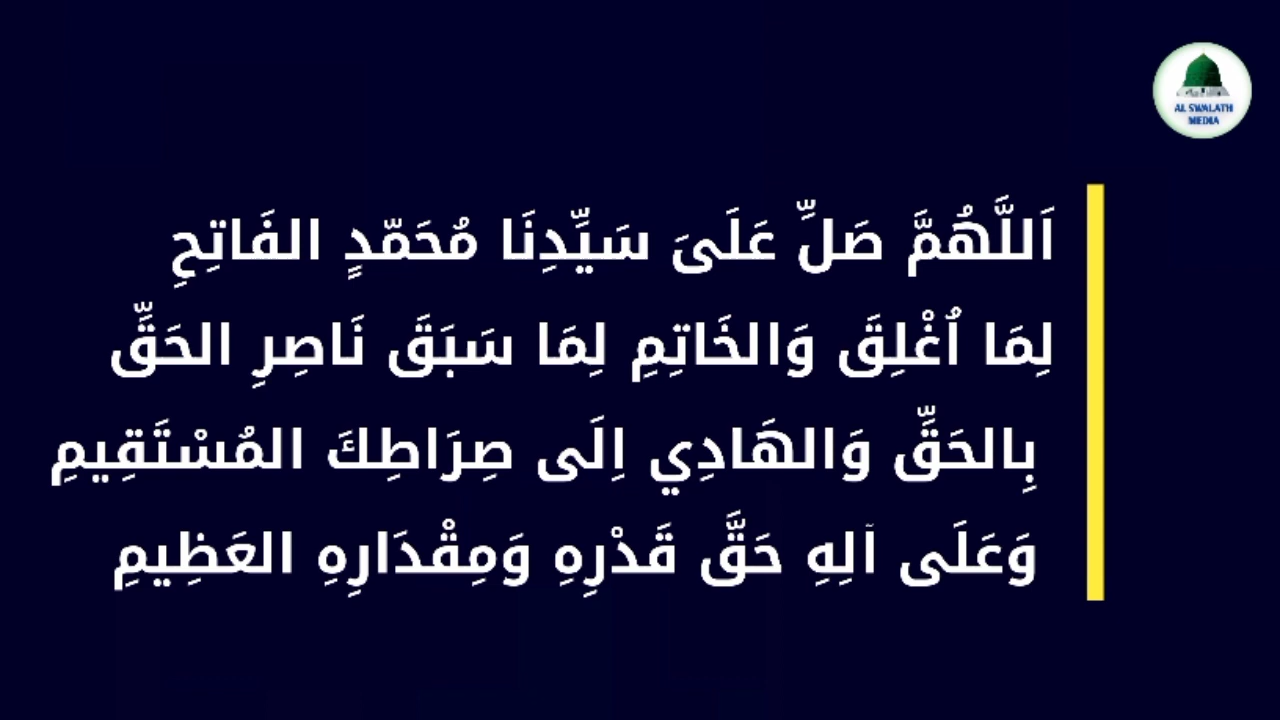 اَللَّهُمَّ صَلِّ عَلَىَ سَيِّدِنَا مُحَمّدٍ الفَاتِحِ
لِمَا اُغْلِقَ وَالخَاتِمِ لِمَا سَبَقَ نَاصِرِ الحَقِّ
بِالحَقِّ وَالهَادِي اِلَى صِرَاطِكَ المُسْتَقِيمِ
وَعَلَى آلِهِ حَقَّ قَدْرِهِ وَمِقْدَارِهِ العَظِيمِ
AL SWALATH
MEDIA